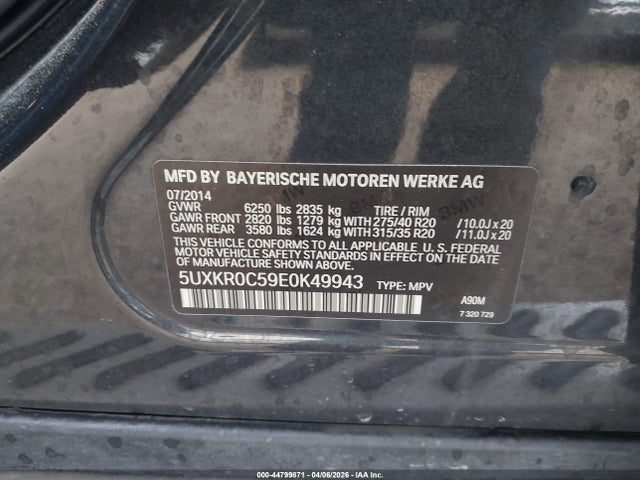 MFD BY BAYERISCHE MOTOREN WERKE AG
07/2014
GVWR 6250 lbs 2835 kg TIRE / RIM
GAWR FRONT 2820 lbs 1279 kg WITH 275/40 R20 /10.0J x 20
GAWR REAR 3580 lbs 1624 kg WITH 315/35 R20 /11.0J x 20
THIS VEHICLE CONFORMS TO ALL APPLICABLE U.S. FEDERAL
MOTOR VEHICLE SAFETY STANDARDS IN EFFECT ON THE DATE
OF MANUFACTURE SHOWN ABOVE.
5UXKR0C59E0K49943 TYPE: MPV
A90M
7 320 729
000-44799871 - 04/06/2026 - IAAI, Inc.